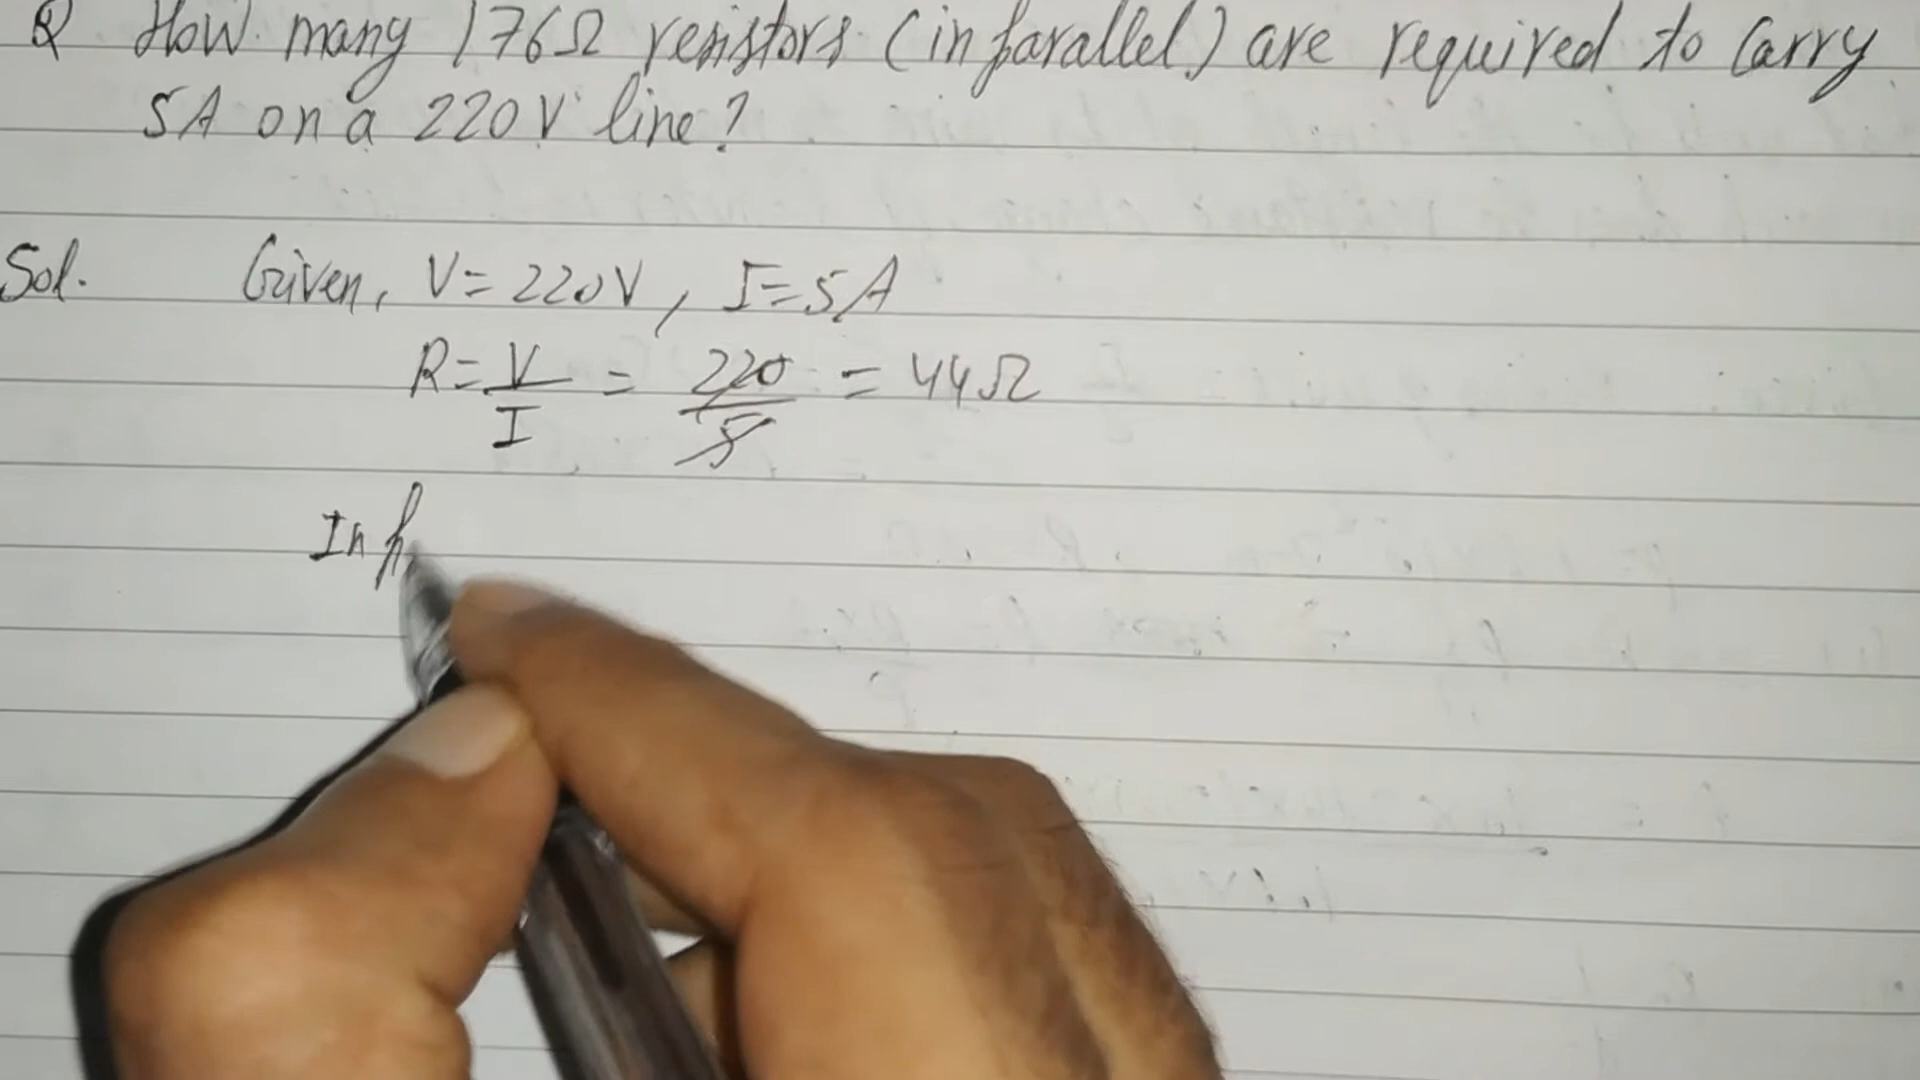 Q How many 176Ω resistors (in parallel) are required to carry
5A on a 220V line?
Sol. Given, V=220V, I=5A
R=V/I = 220/5 = 44Ω
In